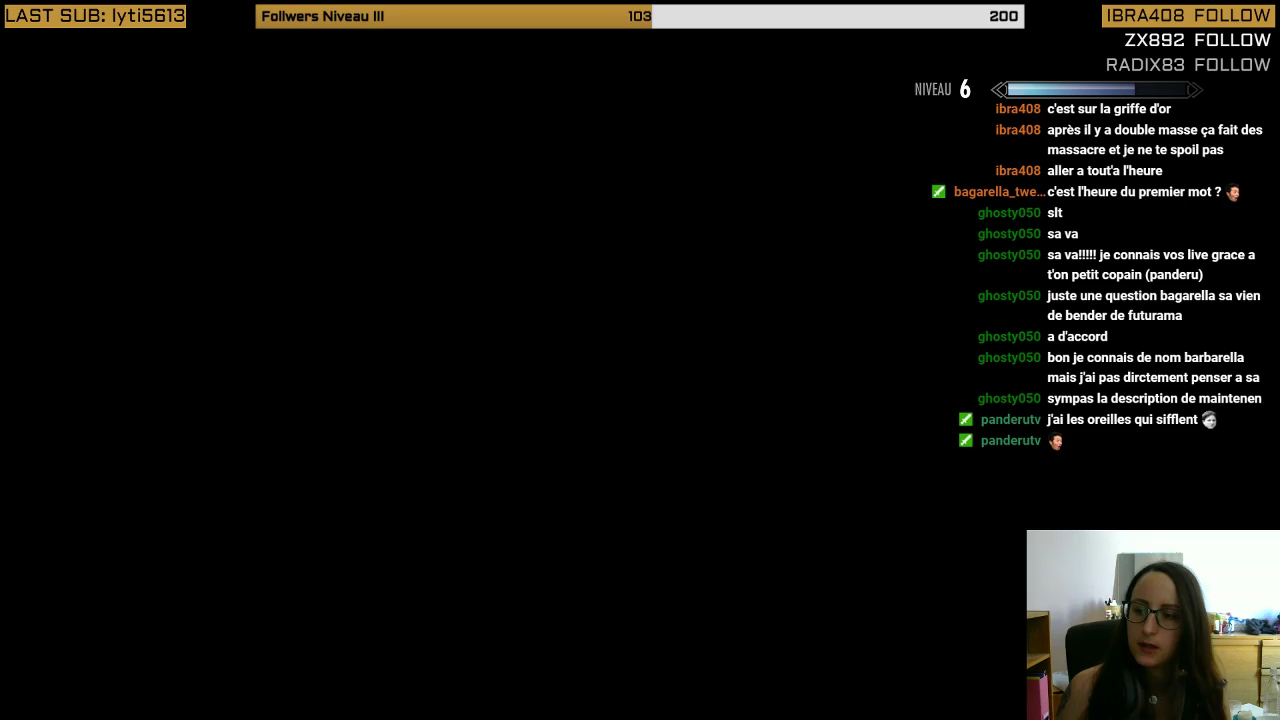 LAST SUB: lyti5613
Follwers Niveau III 103 200
IBRA408 FOLLOW
ZX892 FOLLOW
RADIX83 FOLLOW
NIVEAU 6
ibra408 c'est sur la griffe d'or
ibra408 après il y a double masse ça fait des
massacre et je ne te spoil pas
ibra408 aller a tout'a l'heure
bagarella_twe... c'est l'heure du premier mot ?
ghosty050 slt
ghosty050 sa va
ghosty050 sa va!!!!! je connais vos live grace a
t'on petit copain (panderu)
ghosty050 juste une question bagarella sa vien
de bender de futurama
ghosty050 a d'accord
ghosty050 bon je connais de nom barbarella
mais j'ai pas dirctement penser a sa
ghosty050 sympas la description de maintenen
panderutv j'ai les oreilles qui sifflent
panderutv